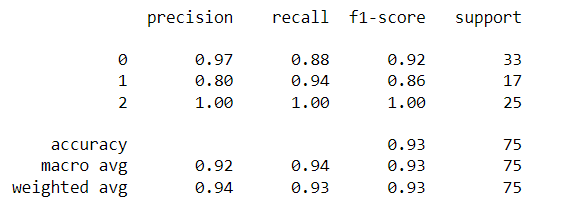 precision recall f1-score support
0 0.97 0.88 0.92 33
1 0.80 0.94 0.86 17
2 1.00 1.00 1.00 25
accuracy 0.93 75
macro avg 0.92 0.94 0.93 75
weighted avg 0.94 0.93 0.93 75